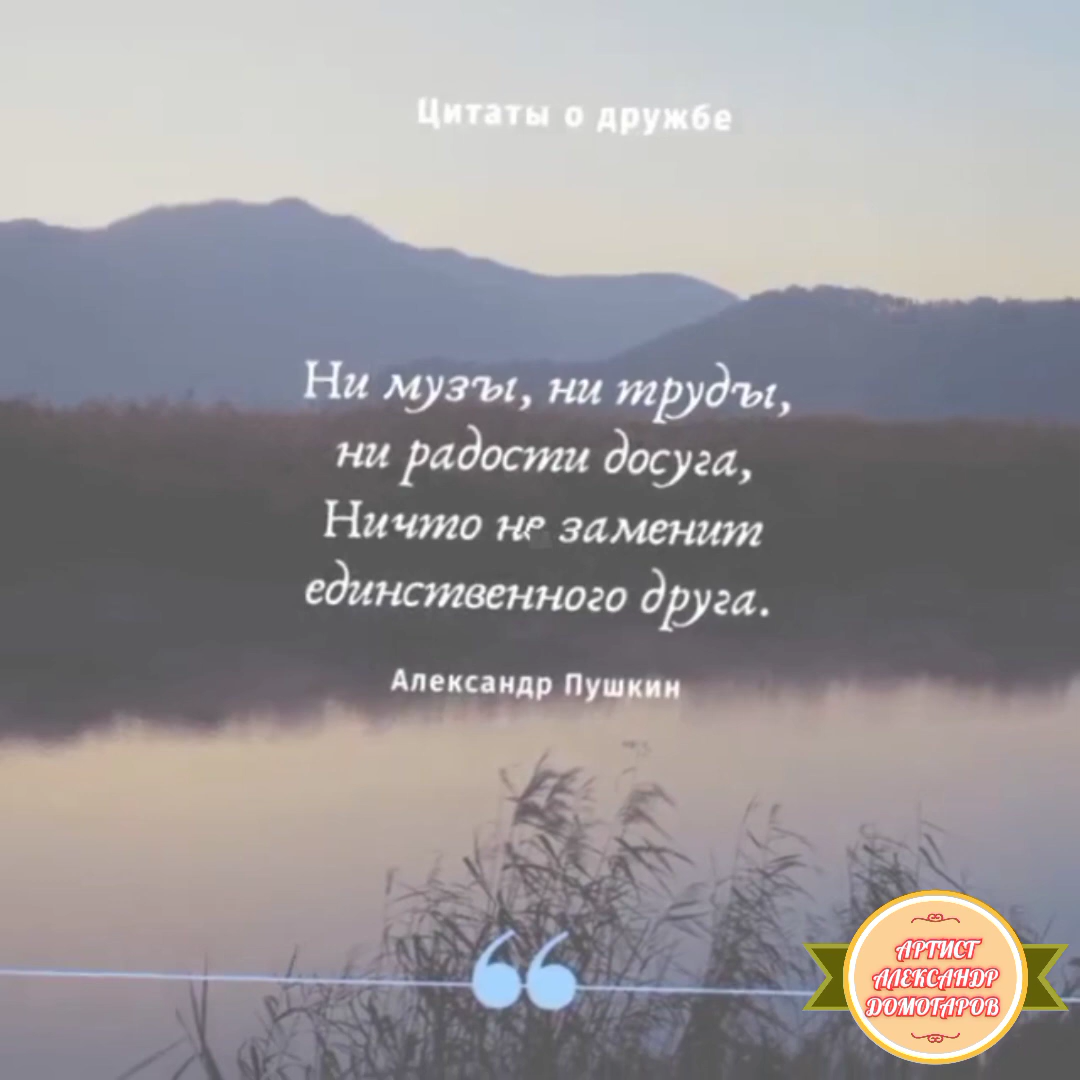 Цитаты о дружбе
Ни музы, ни труды,
ни радости досуга,
Ничто не заменит
единственного друга.
Александр Пушкин
АРТИСТ
АЛЕКСАНДР
ДОМОГАРОВ